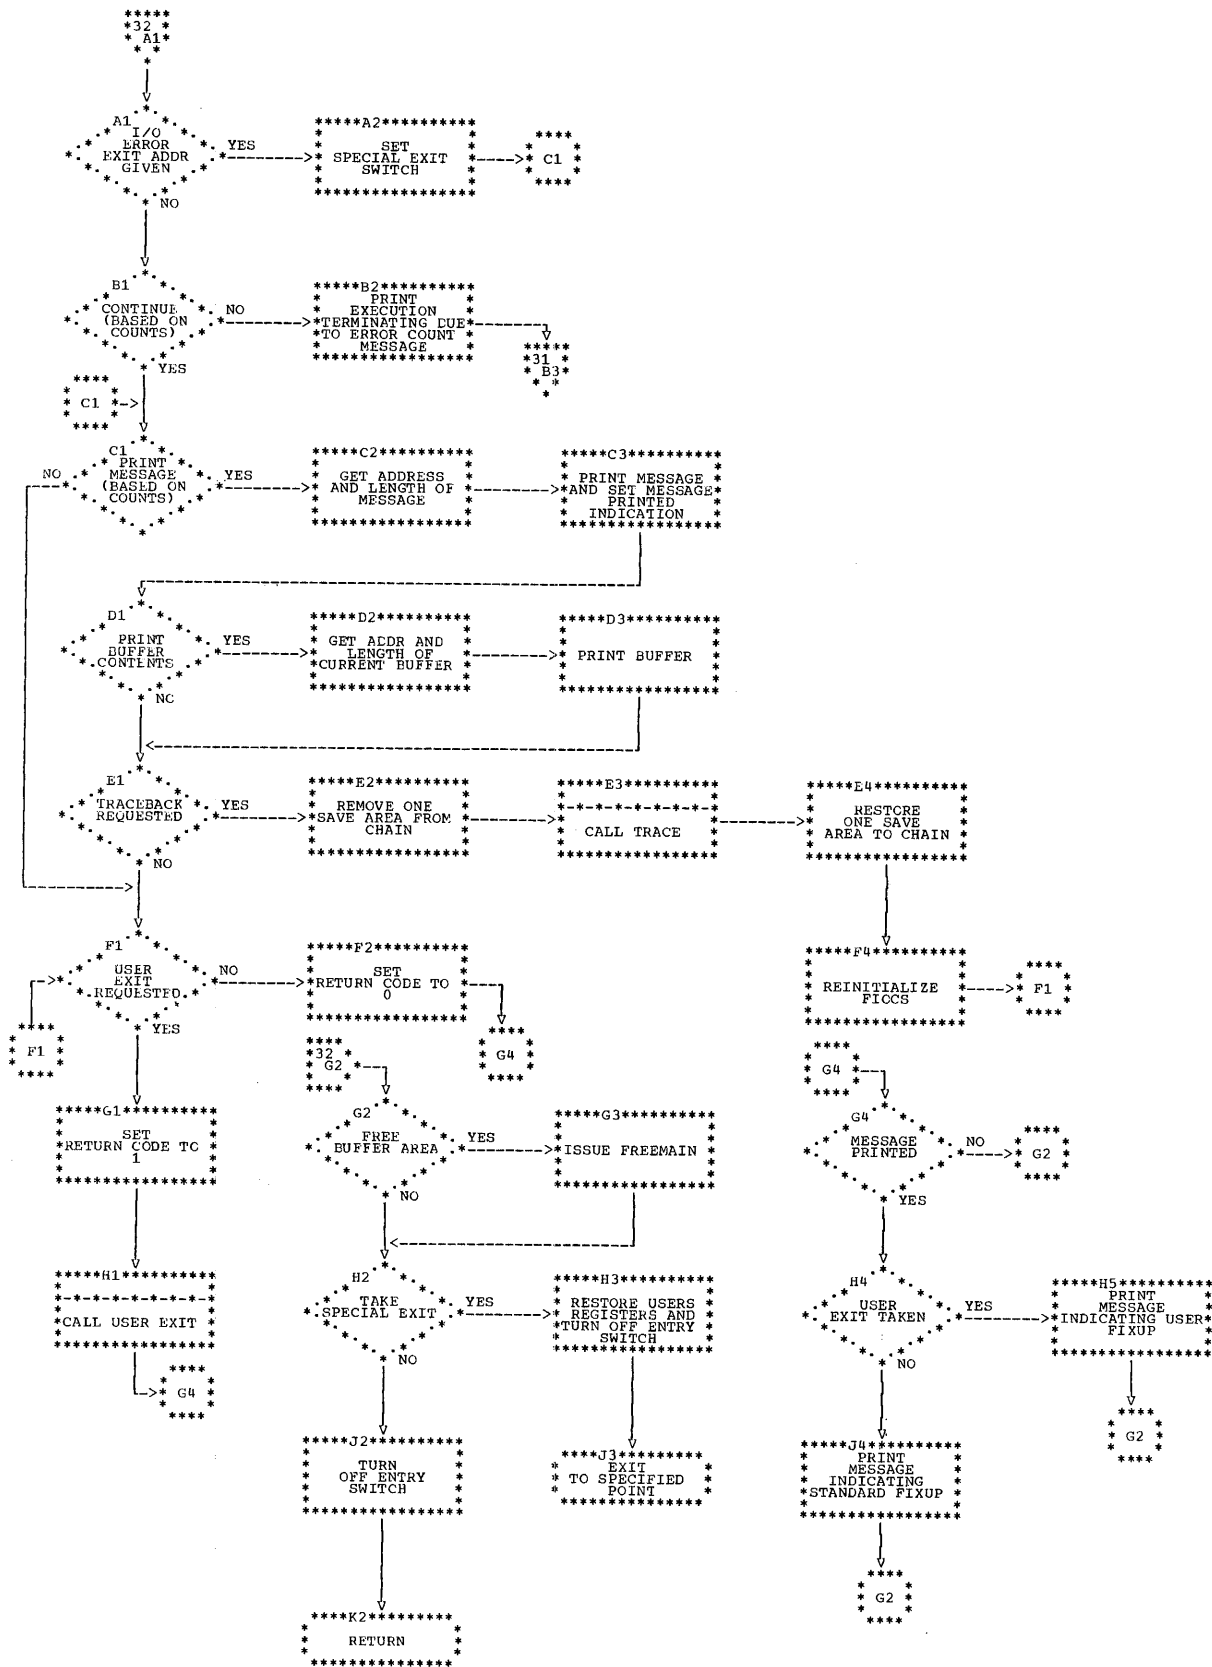 32
A1
A1
I/O
ERROR
EXIT ADDR
GIVEN
YES
NO
A2
SET
SPECIAL EXIT
SWITCH
C1
B1
CONTINUE
(BASED ON
COUNTS)
NO
YES
B2
PRINT
EXECUTION
TERMINATING DUE
TO ERROR COUNT
MESSAGE
31
B3
C1
C1
PRINT
MESSAGE
(BASED ON
COUNTS)
NO
YES
C2
GET ADDRESS
AND LENGTH OF
MESSAGE
C3
PRINT MESSAGE
AND SET MESSAGE
PRINTED
INDICATION
D1
PRINT
BUFFER
CONTENTS
YES
NO
D2
GET ADDR AND
LENGTH OF
CURRENT BUFFER
D3
PRINT BUFFER
E1
TRACEBACK
REQUESTED
YES
NO
E2
REMOVE ONE
SAVE AREA FROM
CHAIN
E3
CALL TRACE
E4
RESTORE
ONE SAVE
AREA TO CHAIN
F1
USER
EXIT
REQUESTED
NO
YES
F1
F2
SET
RETURN CODE TO
0
G4
F4
REINITIALIZE
FIOCS
F1
G1
SET
RETURN CODE TO
1
32
G2
G2
FREE
BUFFER AREA
YES
NO
G3
ISSUE FREEMAIN
G4
G4
MESSAGE
PRINTED
NO
YES
G2
H1
CALL USER EXIT
G4
H2
TAKE
SPECIAL EXIT
YES
NO
H3
RESTORE USERS
REGISTERS AND
TURN OFF ENTRY
SWITCH
H4
USER
EXIT TAKEN
YES
NO
H5
PRINT
MESSAGE
INDICATING USER
FIXUP
G2
J2
TURN
OFF ENTRY
SWITCH
J3
EXIT
TO SPECIFIED
POINT
J4
PRINT
MESSAGE
INDICATING
STANDARD FIXUP
G2
K2
RETURN